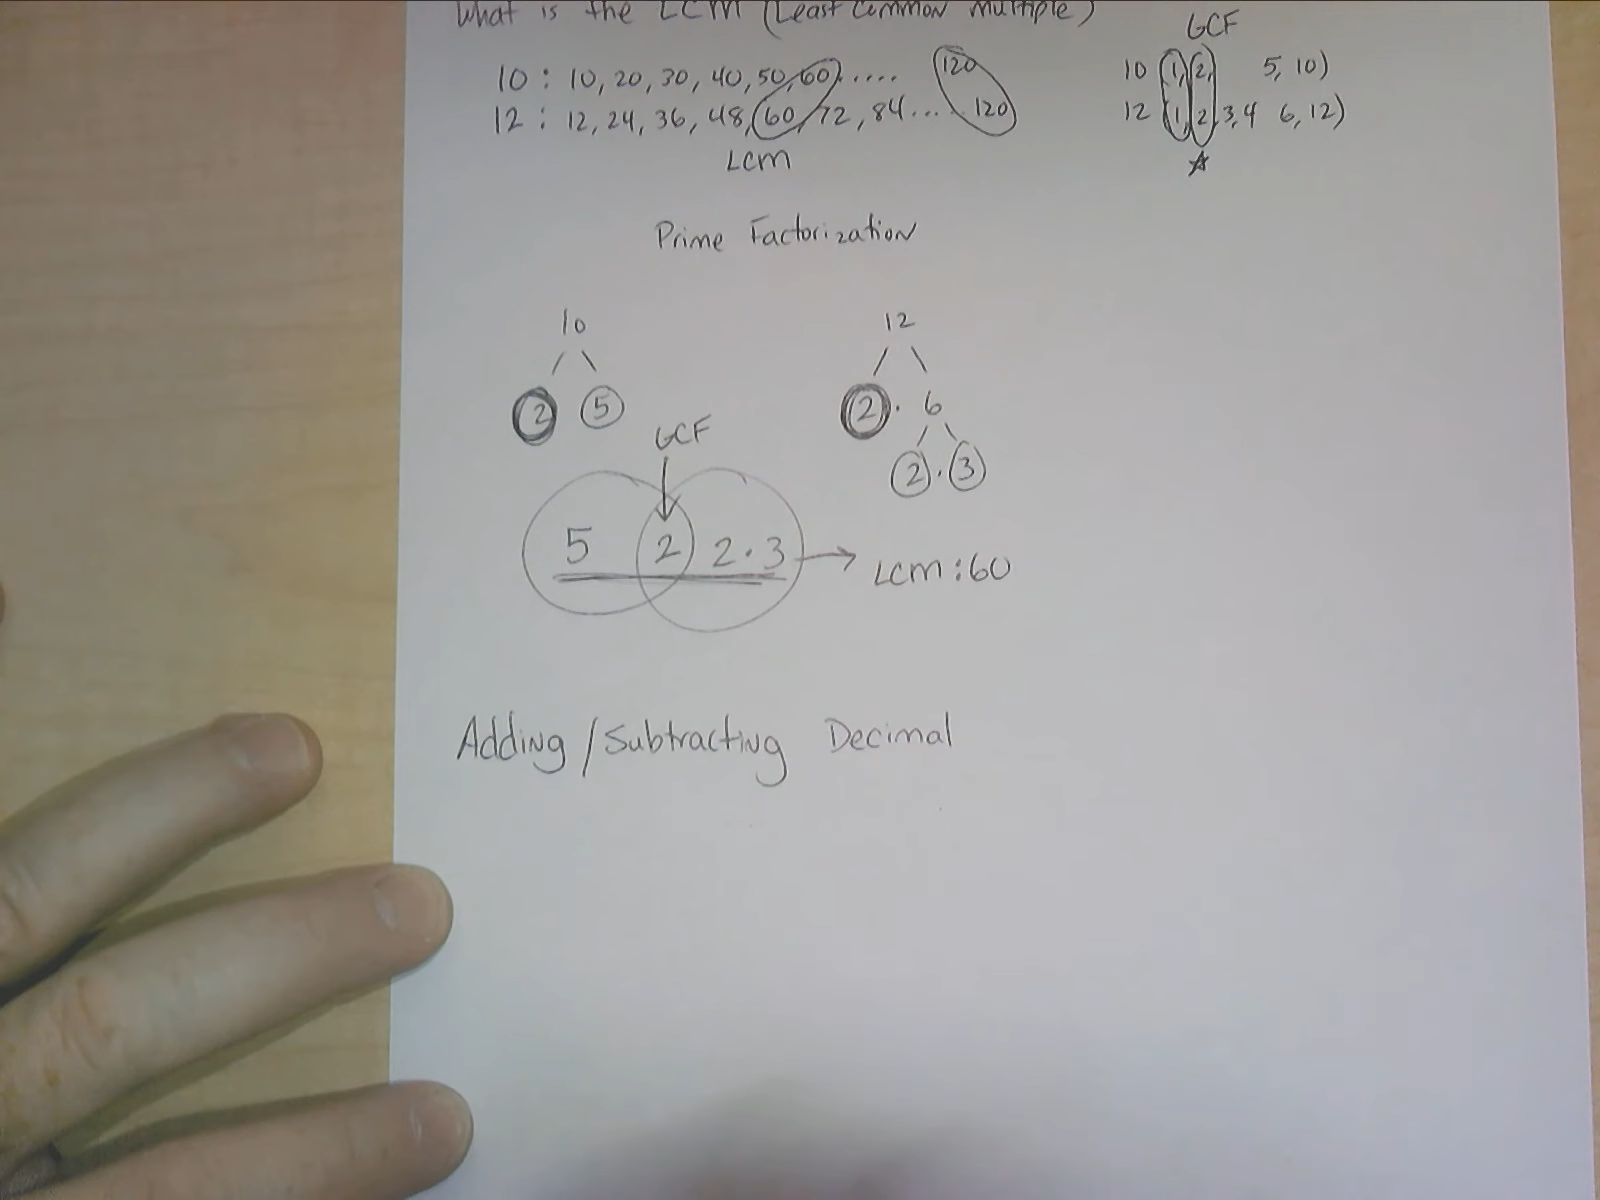 What is the LCM (Least Common Multiple)
GCF
10 : 10, 20, 30, 40, 50, 60, ..... 120
10 1, 2, 5, 10)
12 : 12, 24, 36, 48, 60, 72, 84... 120
12 1, 2, 3, 4 6, 12)
LCM
Prime Factorization
10
12
2 5
2 · 6
GCF
2 · 3
5 2 2 · 3
LCM : 60
Adding / Subtracting Decimal